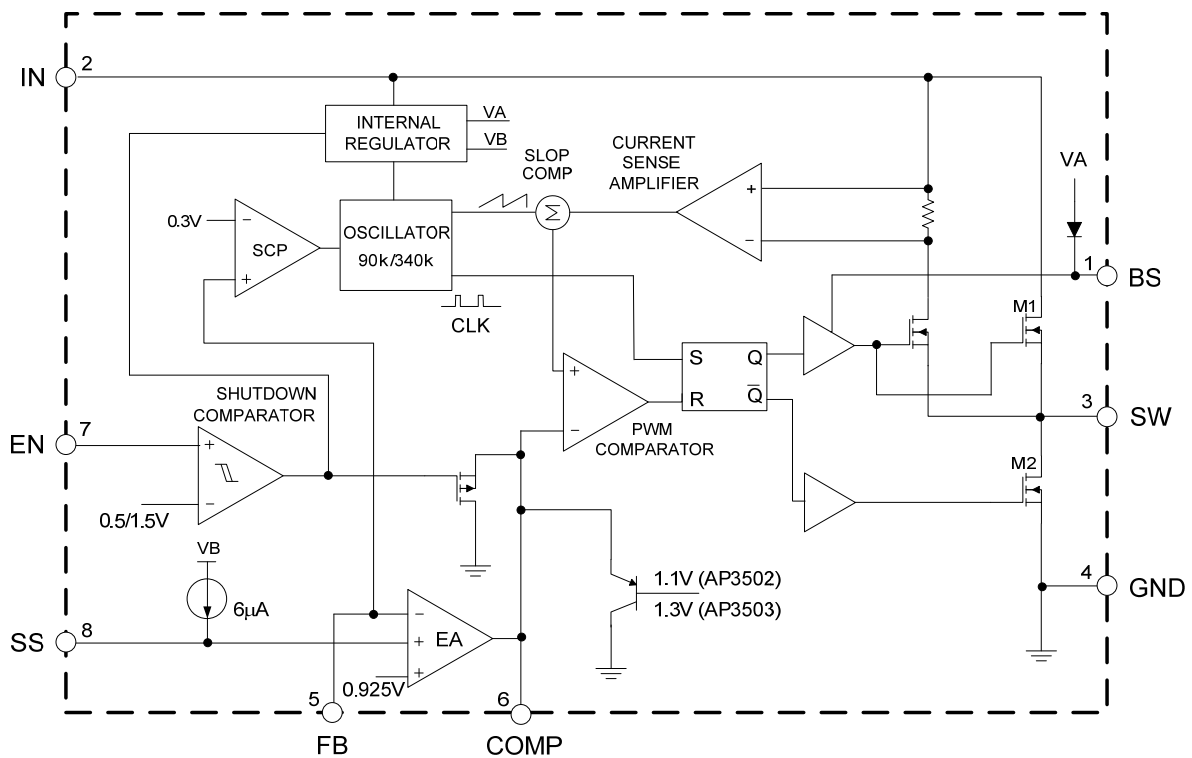 IN
2
INTERNAL
REGULATOR
VA
VB
SLOP
COMP
CURRENT
SENSE
AMPLIFIER
VA
0.3V
−
SCP
+
OSCILLATOR
90k/340k
Σ
+
−
1
BS
CLK
M1
S
Q
R
Q̅
+
−
PWM
COMPARATOR
3
SW
SHUTDOWN
COMPARATOR
EN
7
+
−
0.5/1.5V
M2
VB
6μA
1.1V (AP3502)
1.3V (AP3503)
4
GND
SS
8
−
+
EA
+
0.925V
5
FB
6
COMP